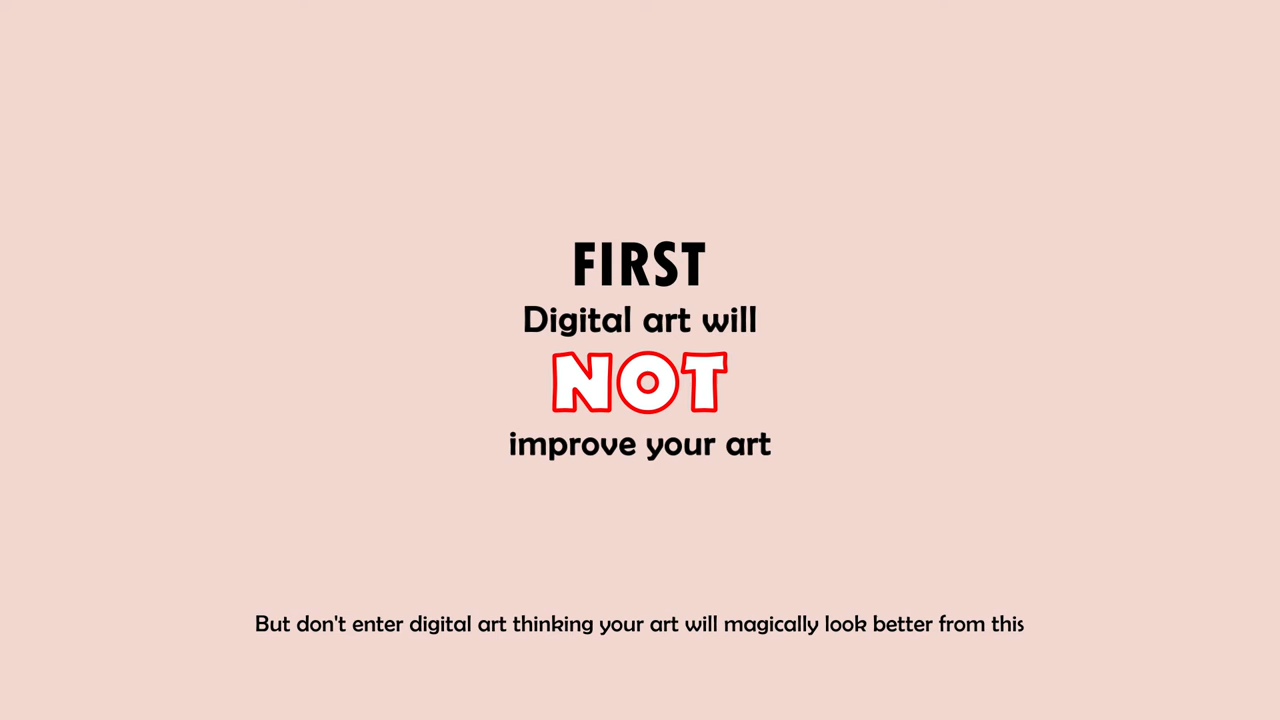 FIRST
Digital art will
NOT
improve your art
But don't enter digital art thinking your art will magically look better from this